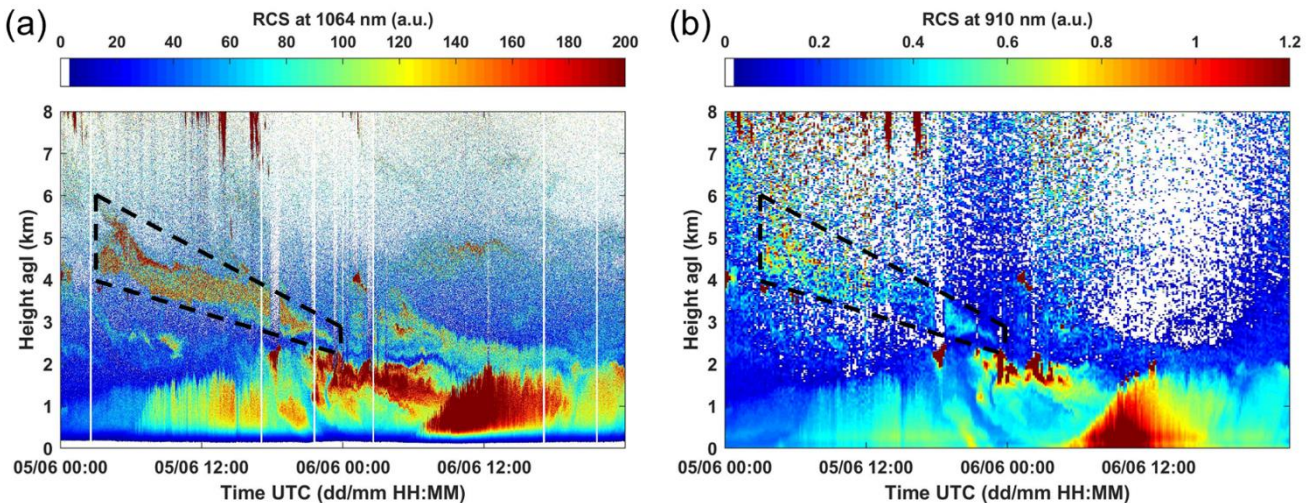 (a)
RCS at 1064 nm (a.u.)
0 20 40 60 80 100 120 140 160 180 200
8
7
6
5
4
3
2
1
0
Height agl (km)
05/06 00:00 05/06 12:00 06/06 00:00 06/06 12:00
Time UTC (dd/mm HH:MM)
(b)
RCS at 910 nm (a.u.)
0 0.2 0.4 0.6 0.8 1 1.2
8
7
6
5
4
3
2
1
0
Height agl (km)
05/06 00:00 05/06 12:00 06/06 00:00 06/06 12:00
Time UTC (dd/mm HH:MM)